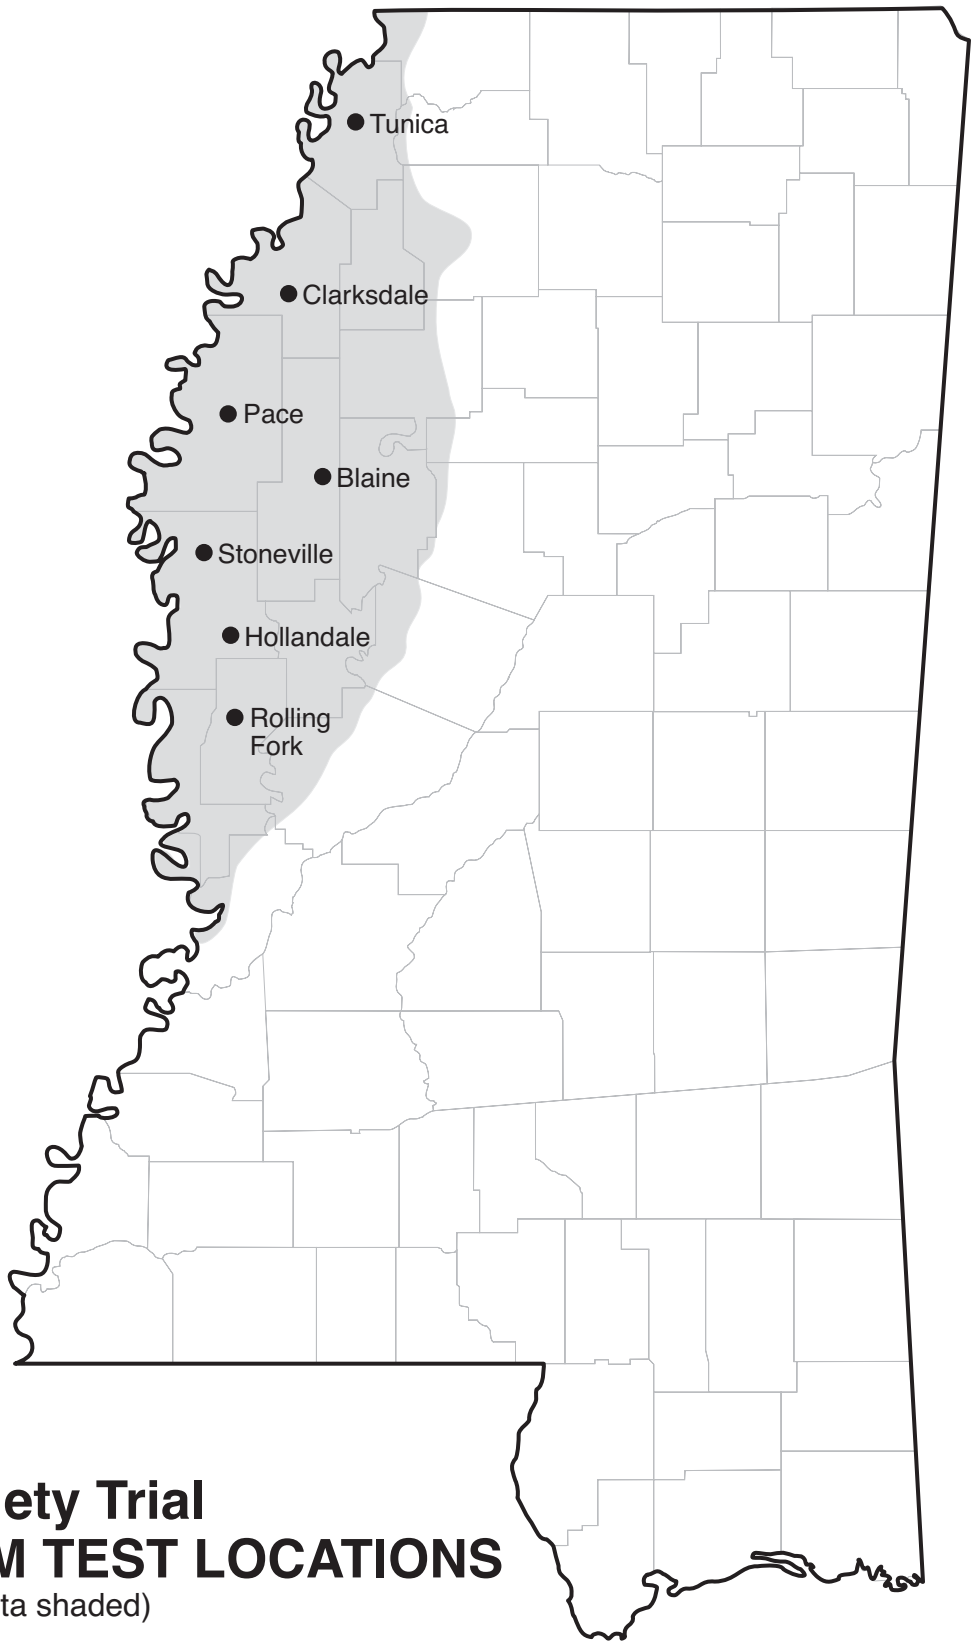 Tunica
Clarksdale
Pace
Blaine
Stoneville
Hollandale
Rolling
Fork
ety Trial
M TEST LOCATIONS
ta shaded)